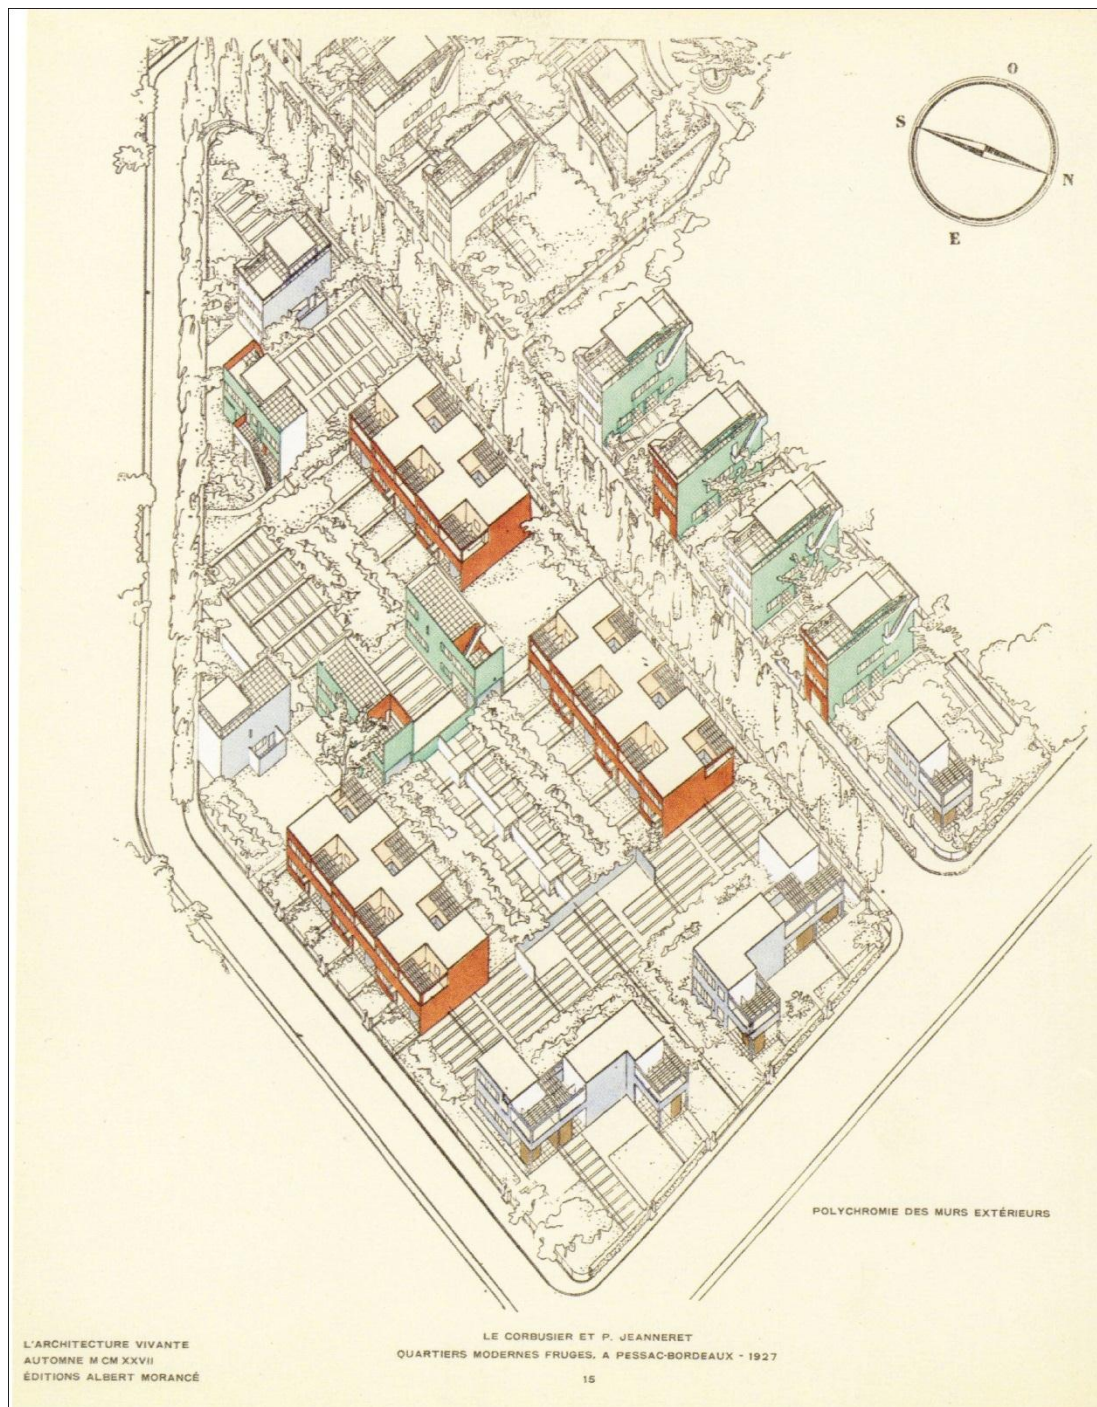 O
S
N
E
POLYCHROMIE DES MURS EXTÉRIEURS
L'ARCHITECTURE VIVANTE
AUTOMNE M CM XXVII
ÉDITIONS ALBERT MORANCÉ
LE CORBUSIER ET P. JEANNERET
QUARTIERS MODERNES FRUGES. A PESSAC-BORDEAUX - 1927
15